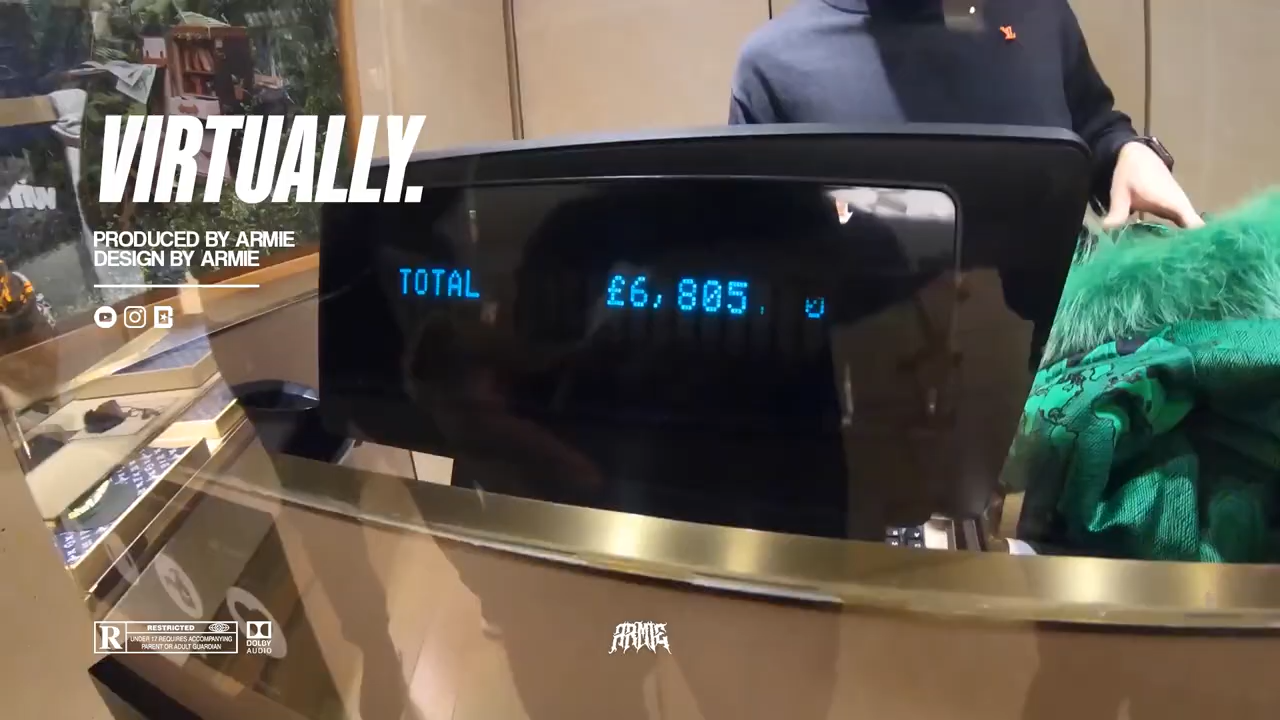 VIRTUALLY.
PRODUCED BY ARMIE
DESIGN BY ARMIE
TOTAL £6,805.
R RESTRICTED
UNDER 17 REQUIRES ACCOMPANYING
PARENT OR ADULT GUARDIAN
DOLBY
AUDIO
ARMIE